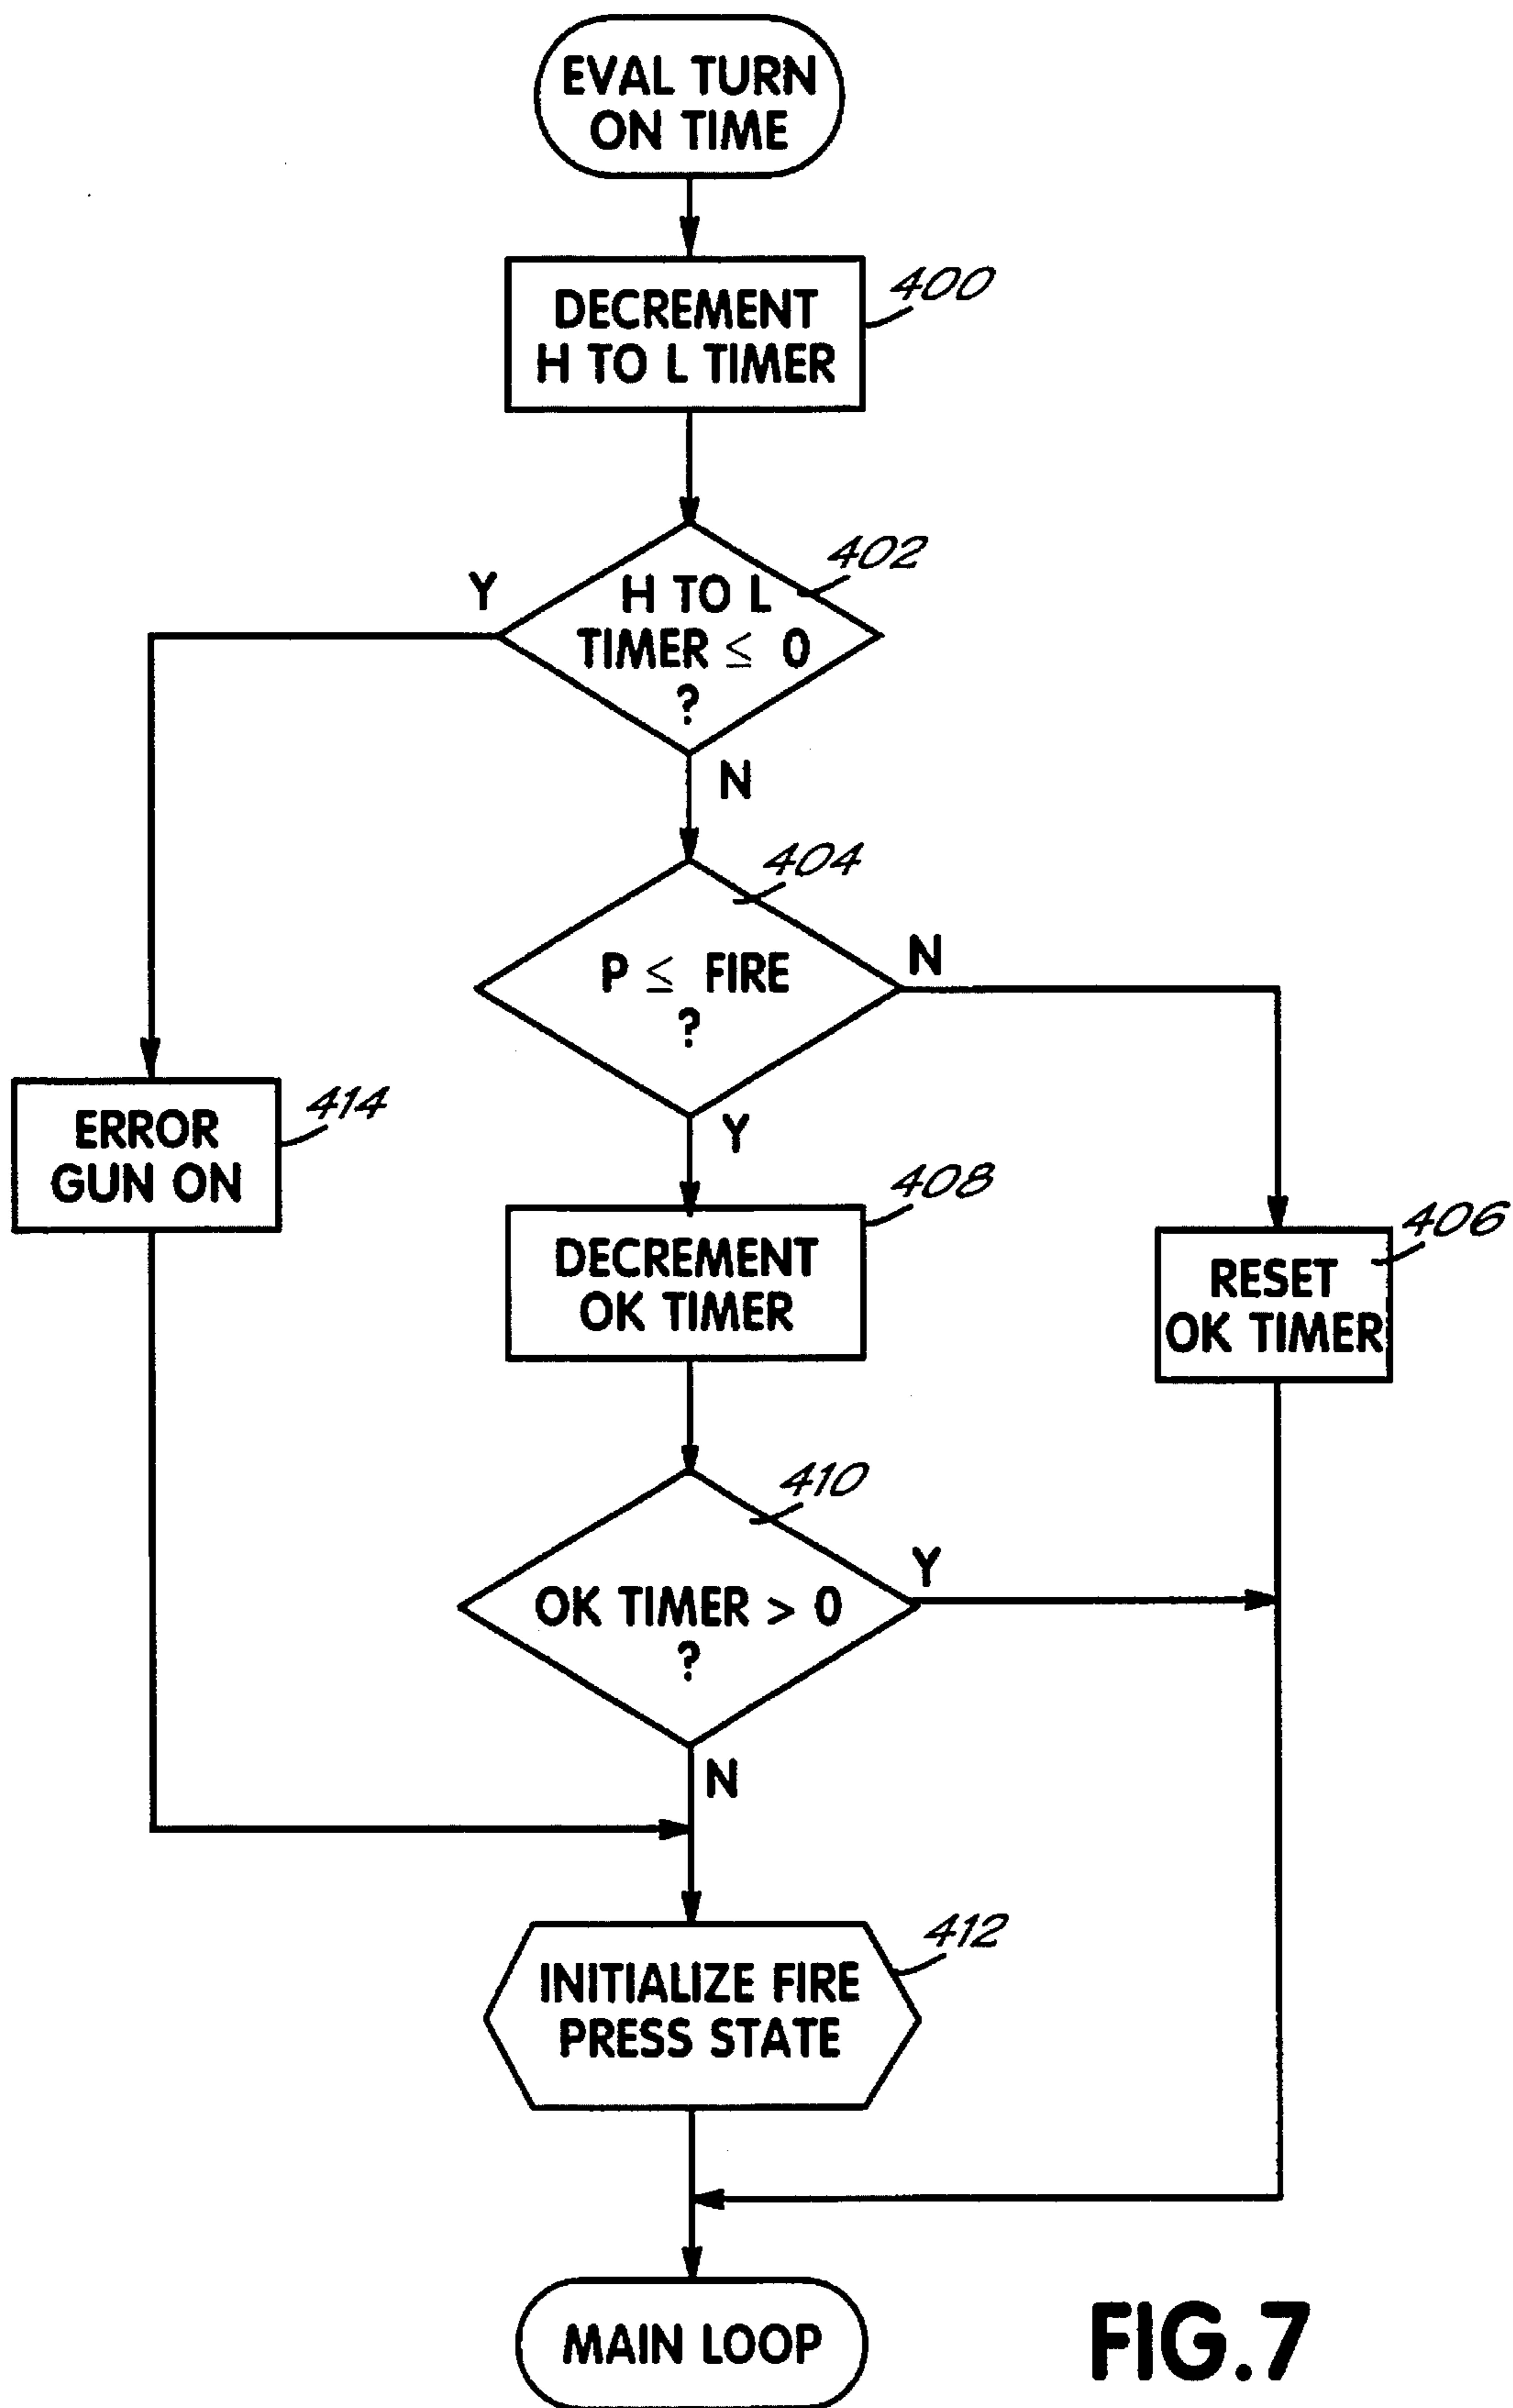 EVAL TURN
ON TIME
400
DECREMENT
H TO L TIMER
402
Y
H TO L
TIMER ≤ 0
?
N
404
P ≤ FIRE
?
N
Y
414
ERROR
GUN ON
408
DECREMENT
OK TIMER
406
RESET
OK TIMER
410
OK TIMER > 0
?
Y
N
412
INITIALIZE FIRE
PRESS STATE
MAIN LOOP
FIG.7